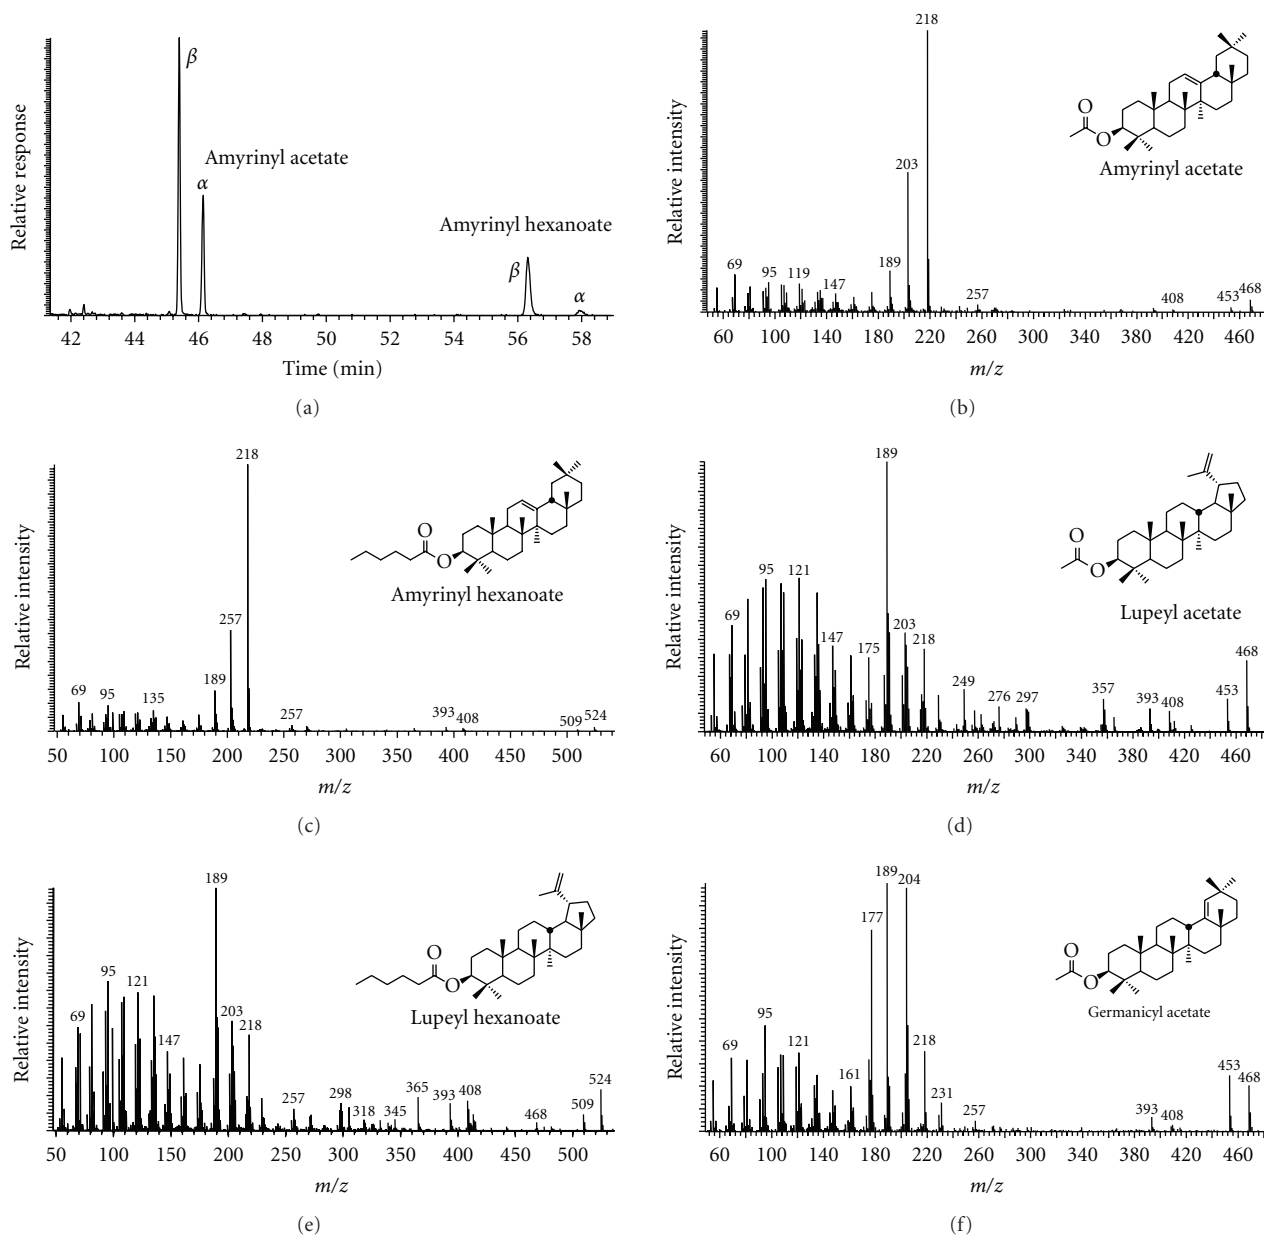 β
Amyrinyl acetate
α
Amyrinyl hexanoate
β
α
Relative response
42 44 46 48 50 52 54 56 58
Time (min)
(a)
218
203
189
69
95
119
147
257
408
453
468
O
O
Amyrinyl acetate
Relative intensity
60 100 140 180 220 260 300 340 360 420 460
m/z
(b)
218
257
189
69
95
135
257
393
408
509
524
O
O
Amyrinyl hexanoate
Relative intensity
50 100 150 200 250 300 350 400 450 500
m/z
(c)
189
95
121
69
147
175
203
218
249
276
297
357
393
408
453
468
O
O
Lupeyl acetate
Relative intensity
60 100 140 180 220 260 300 340 380 420 460
m/z
(d)
189
95
121
69
147
203
218
257
298
318
345
365
393
408
468
509
524
O
O
Lupeyl hexanoate
Relative intensity
50 100 150 200 250 300 350 400 450 500
m/z
(e)
189
204
177
95
69
121
161
218
231
257
393
408
453
468
O
O
Germanicyl acetate
Relative intensity
60 100 140 180 220 260 300 340 380 420 460
m/z
(f)